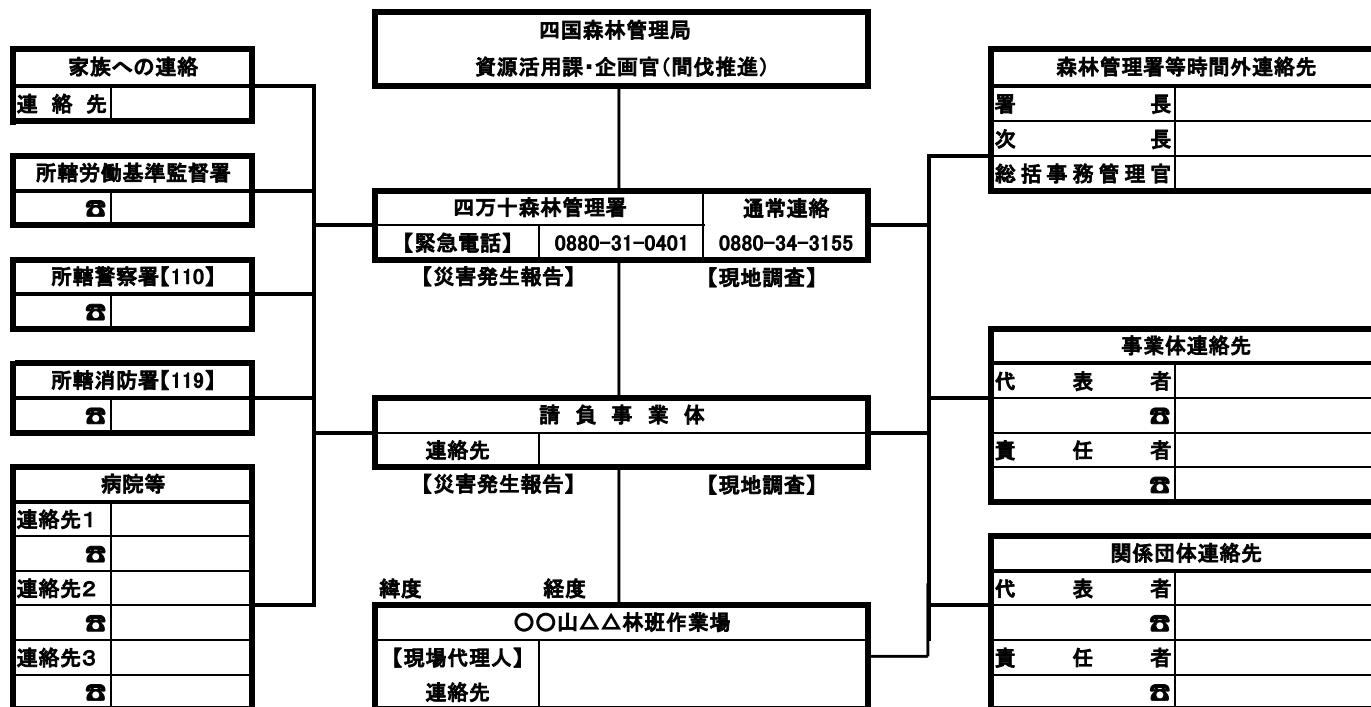 四国森林管理局
資源活用課・企画官(間伐推進)
家族への連絡
連絡先
所轄労働基準監督署
☎
所轄警察署【110】
☎
所轄消防署【119】
☎
病院等
連絡先1
☎
連絡先2
☎
連絡先3
☎
四万十森林管理署 通常連絡
【緊急電話】 0880-31-0401 0880-34-3155
【災害発生報告】 【現地調査】
請負事業体
連絡先
【災害発生報告】 【現地調査】
緯度 経度
〇〇山△△林班作業場
【現場代理人】
連絡先
森林管理署等時間外連絡先
署長
次長
総括事務管理官
事業体連絡先
代表者
☎
責任者
☎
関係団体連絡先
代表者
☎
責任者
☎